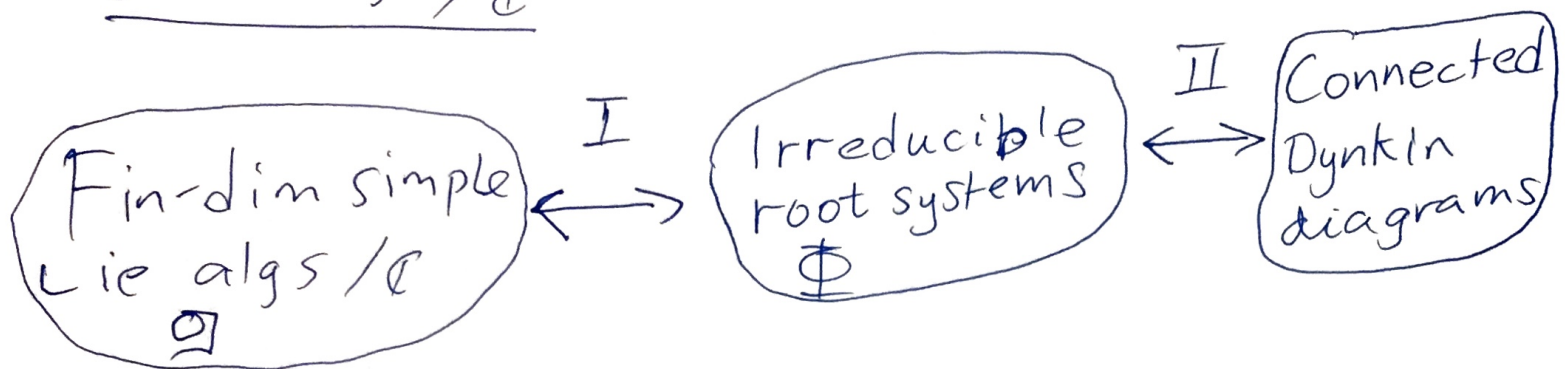 / ℂ
Fin-dim simple
Lie algs /ℂ
𝔤
I
Irreducible
root systems
Φ
II
Connected
Dynkin
diagrams